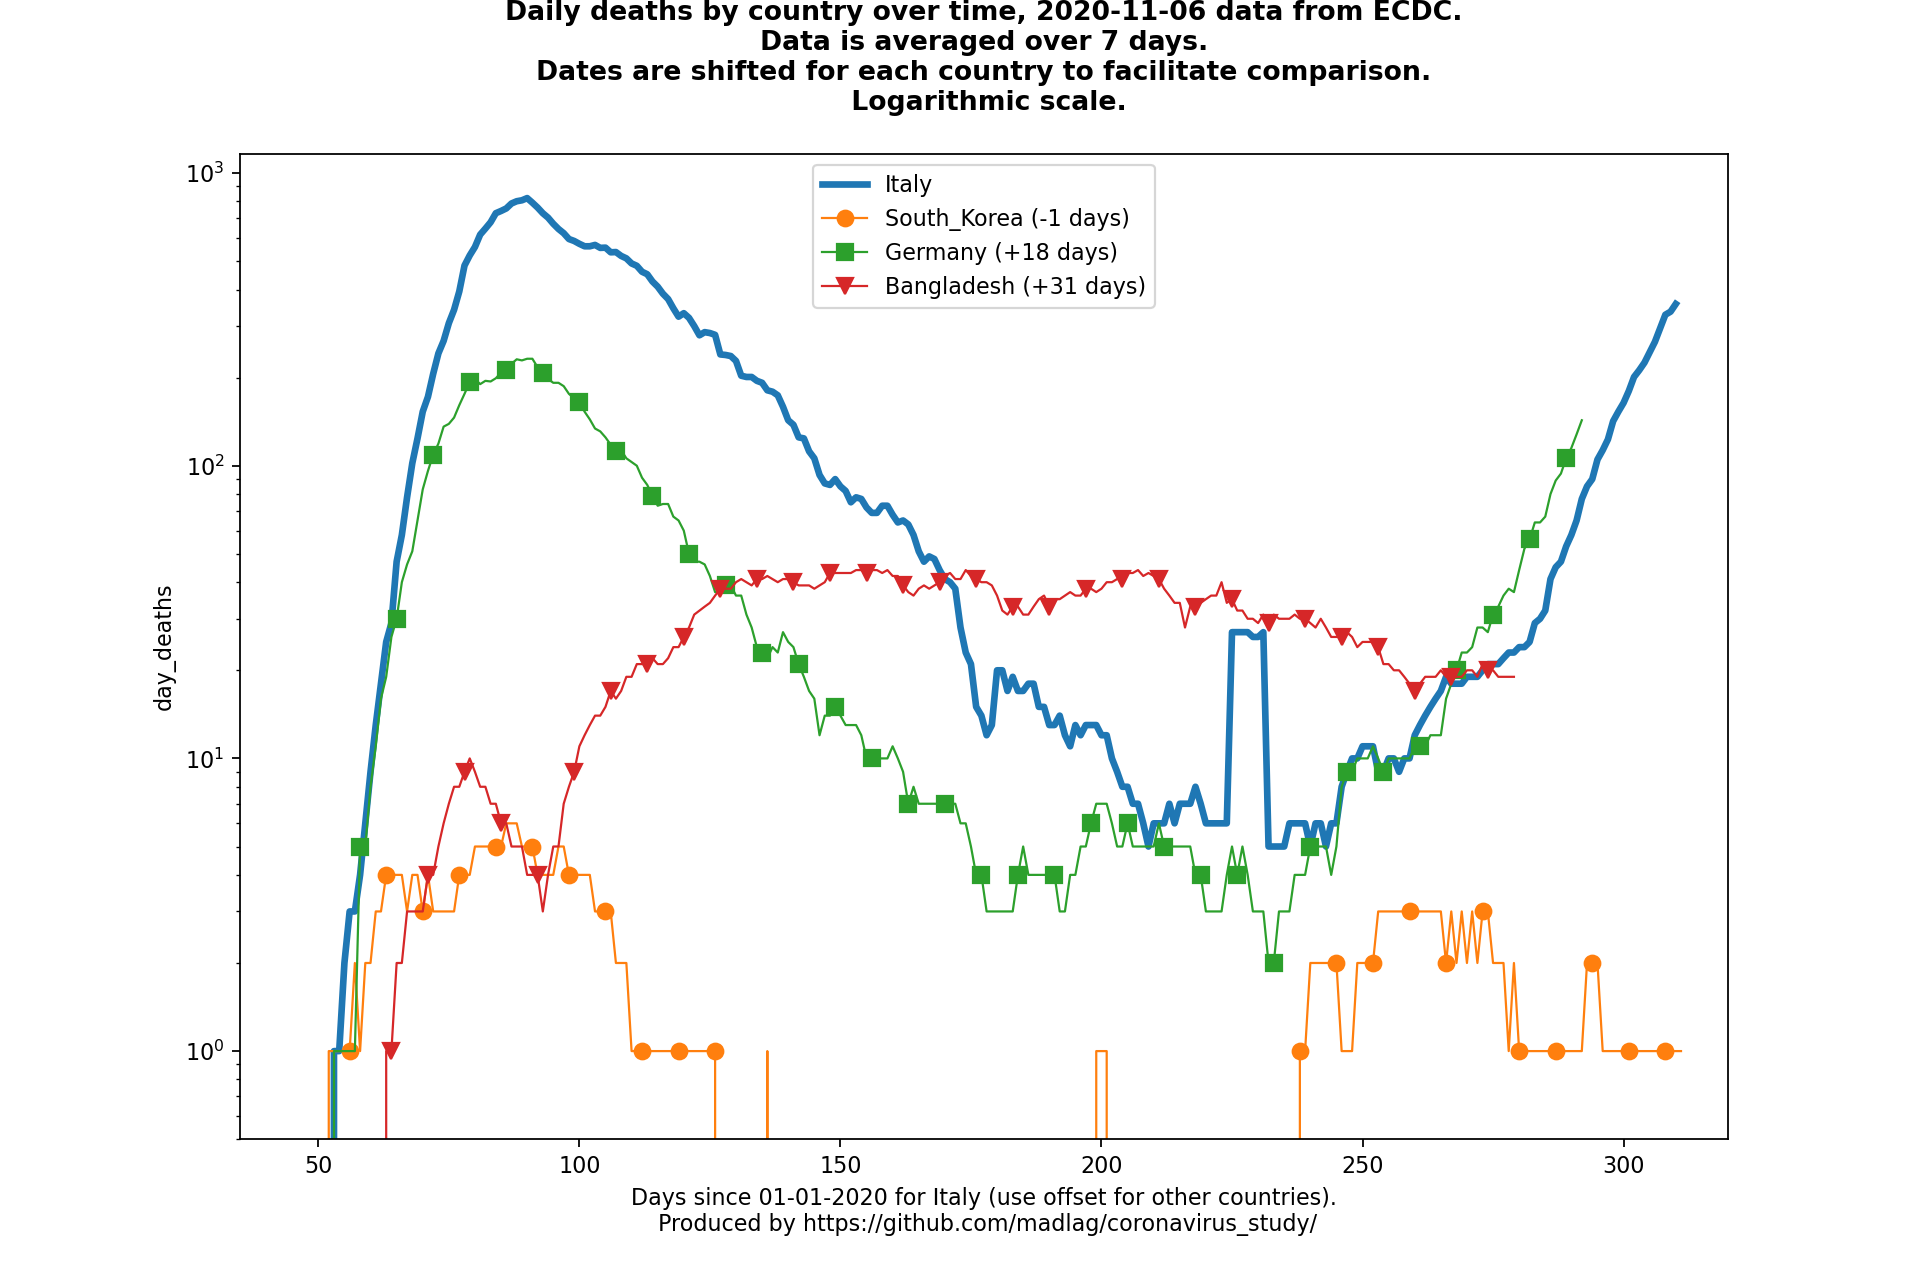 Daily deaths by country over time, 2020-11-06 data from ECDC.
Data is averaged over 7 days.
Dates are shifted for each country to facilitate comparison.
Logarithmic scale.
10³
10²
10¹
10⁰
day_deaths
Italy
South_Korea (-1 days)
Germany (+18 days)
Bangladesh (+31 days)
50 100 150 200 250 300
Days since 01-01-2020 for Italy (use offset for other countries).
Produced by https://github.com/madlag/coronavirus_study/